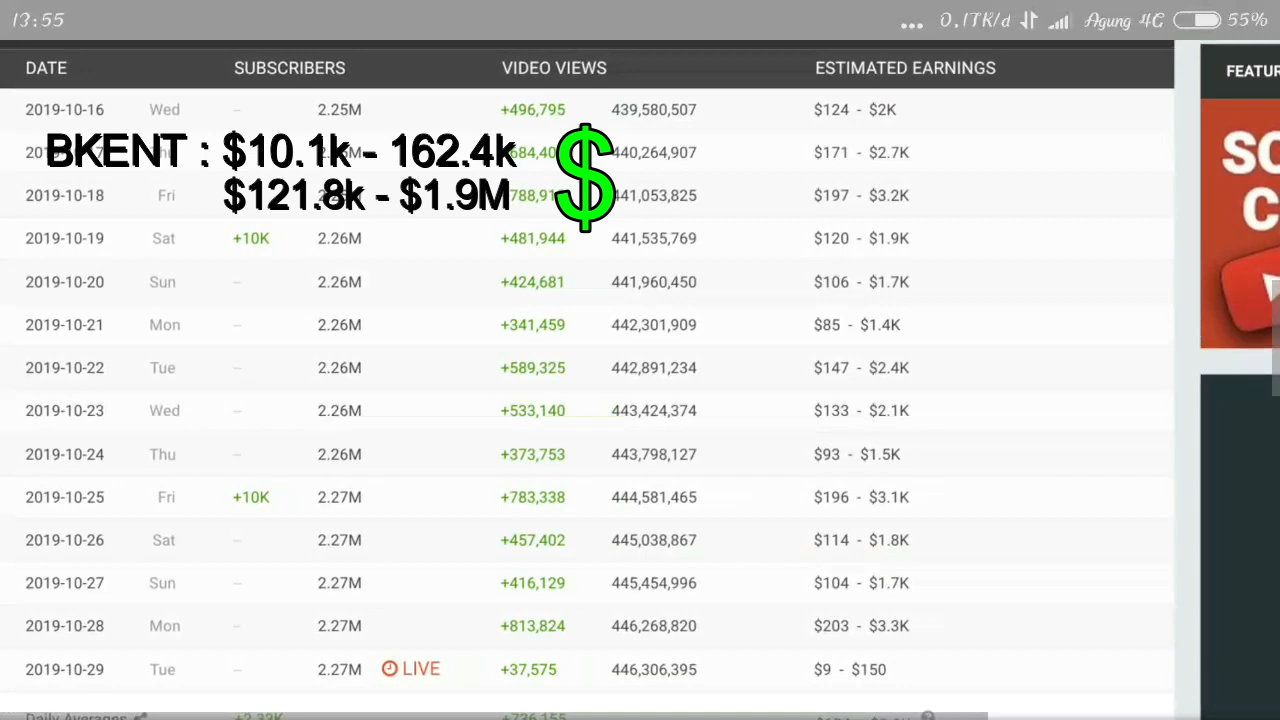 13:55 ... 0.17K/d Agung 4G 55%
DATE SUBSCRIBERS VIDEO VIEWS ESTIMATED EARNINGS
FEATUR
2019-10-16 Wed -- 2.25M +496,795 439,580,507 $124 - $2K
BKENT : $10.1k - 162.4k
440,264,907 $171 - $2.7K
$121.8k - $1.9M
$
2019-10-18 Fri 441,053,825 $197 - $3.2K
SO
C
2019-10-19 Sat +10K 2.26M +481,944 441,535,769 $120 - $1.9K
2019-10-20 Sun -- 2.26M +424,681 441,960,450 $106 - $1.7K
2019-10-21 Mon -- 2.26M +341,459 442,301,909 $85 - $1.4K
2019-10-22 Tue -- 2.26M +589,325 442,891,234 $147 - $2.4K
2019-10-23 Wed -- 2.26M +533,140 443,424,374 $133 - $2.1K
2019-10-24 Thu -- 2.26M +373,753 443,798,127 $93 - $1.5K
2019-10-25 Fri +10K 2.27M +783,338 444,581,465 $196 - $3.1K
2019-10-26 Sat -- 2.27M +457,402 445,038,867 $114 - $1.8K
2019-10-27 Sun -- 2.27M +416,129 445,454,996 $104 - $1.7K
2019-10-28 Mon -- 2.27M +813,824 446,268,820 $203 - $3.3K
2019-10-29 Tue 2.27M LIVE +37,575 446,306,395 $9 - $150
Daily Averages +2.33K +736,155